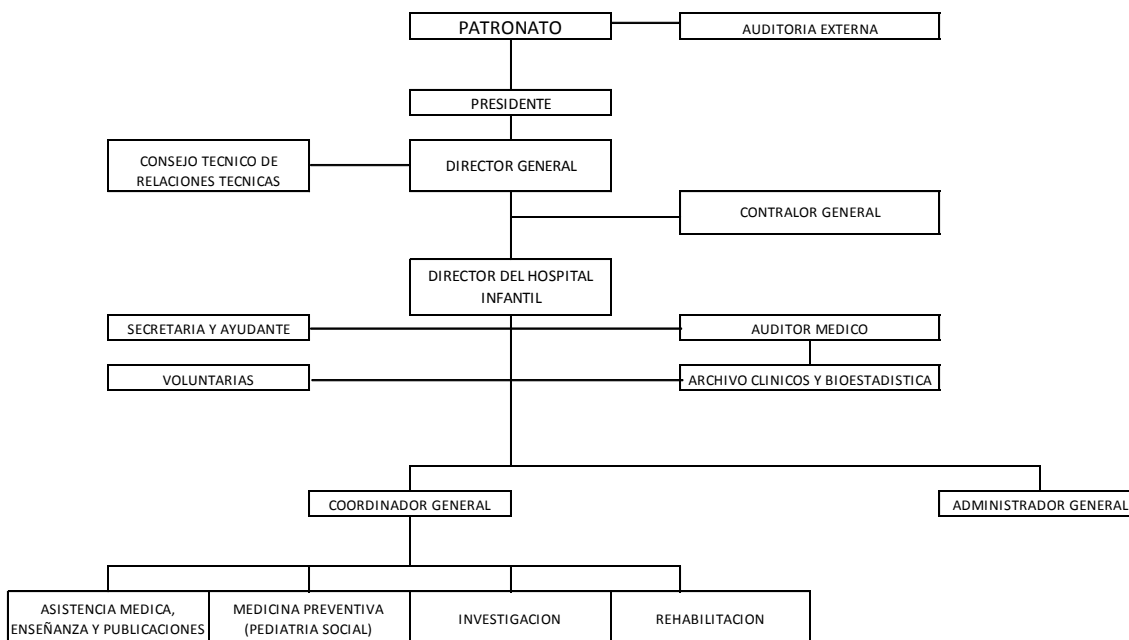 PATRONATO
AUDITORIA EXTERNA
PRESIDENTE
CONSEJO TECNICO DE
RELACIONES TECNICAS
DIRECTOR GENERAL
CONTRALOR GENERAL
DIRECTOR DEL HOSPITAL
INFANTIL
SECRETARIA Y AYUDANTE
AUDITOR MEDICO
VOLUNTARIAS
ARCHIVO CLINICOS Y BIOESTADISTICA
COORDINADOR GENERAL
ADMINISTRADOR GENERAL
ASISTENCIA MEDICA,
ENSEÑANZA Y PUBLICACIONES
MEDICINA PREVENTIVA
(PEDIATRIA SOCIAL)
INVESTIGACION
REHABILITACION